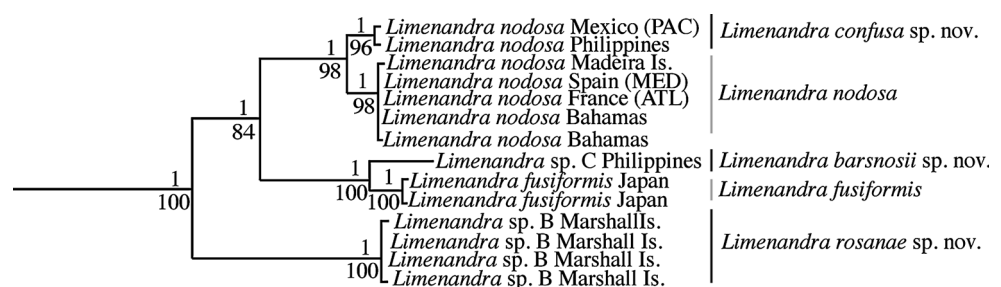 1 Limenandra nodosa Mexico (PAC) Limenandra confusa sp. nov.
96 Limenandra nodosa Philippines
1 Limenandra nodosa Madeira Is.
98 1 Limenandra nodosa Spain (MED) Limenandra nodosa
98 Limenandra nodosa France (ATL)
1 Limenandra nodosa Bahamas
84 Limenandra nodosa Bahamas
1 Limenandra sp. C Philippines Limenandra barsnosii sp. nov.
100 1 Limenandra fusiformis Japan Limenandra fusiformis
1 100 Limenandra fusiformis Japan
100 Limenandra sp. B MarshallIs.
1 Limenandra sp. B Marshall Is. Limenandra rosanae sp. nov.
100 Limenandra sp. B Marshall Is.
Limenandra sp. B Marshall Is.